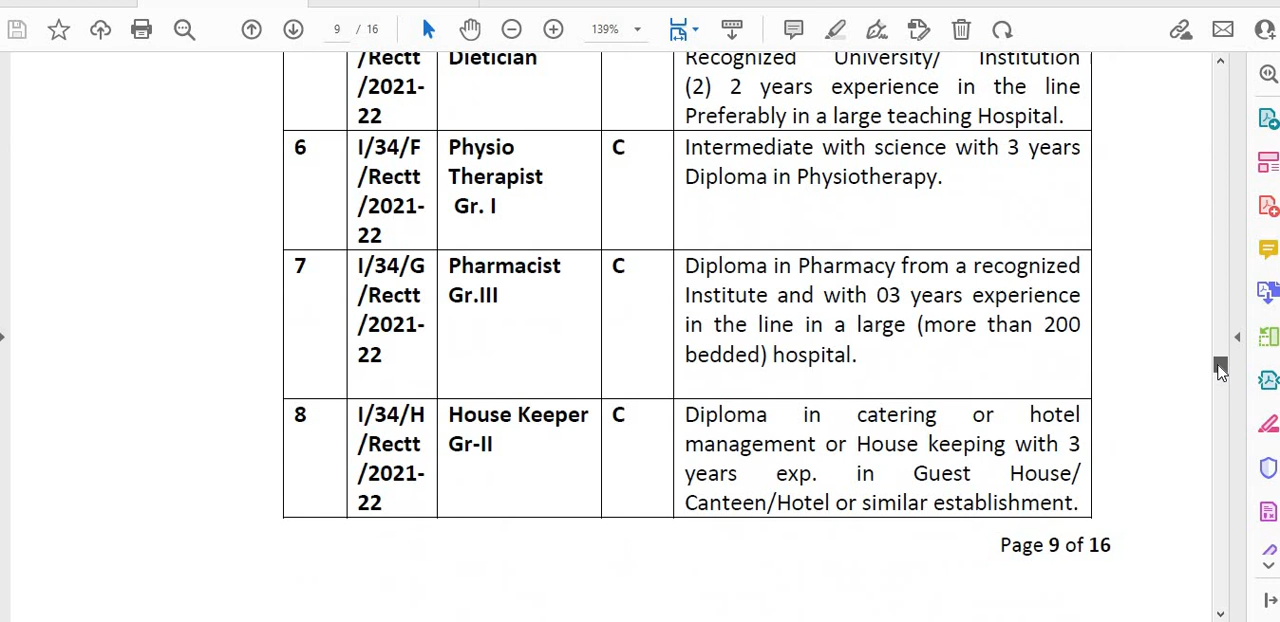 9 / 16 139%
/Rectt Dietician Recognized University/ Institution
/2021- (2) 2 years experience in the line
22 Preferably in a large teaching Hospital.
6 I/34/F Physio C Intermediate with science with 3 years
/Rectt Therapist Diploma in Physiotherapy.
/2021- Gr. I
22
7 I/34/G Pharmacist C Diploma in Pharmacy from a recognized
/Rectt Gr.III Institute and with 03 years experience
/2021- in the line in a large (more than 200
22 bedded) hospital.
8 I/34/H House Keeper C Diploma in catering or hotel
/Rectt Gr-II management or House keeping with 3
/2021- years exp. in Guest House/
22 Canteen/Hotel or similar establishment.
Page 9 of 16